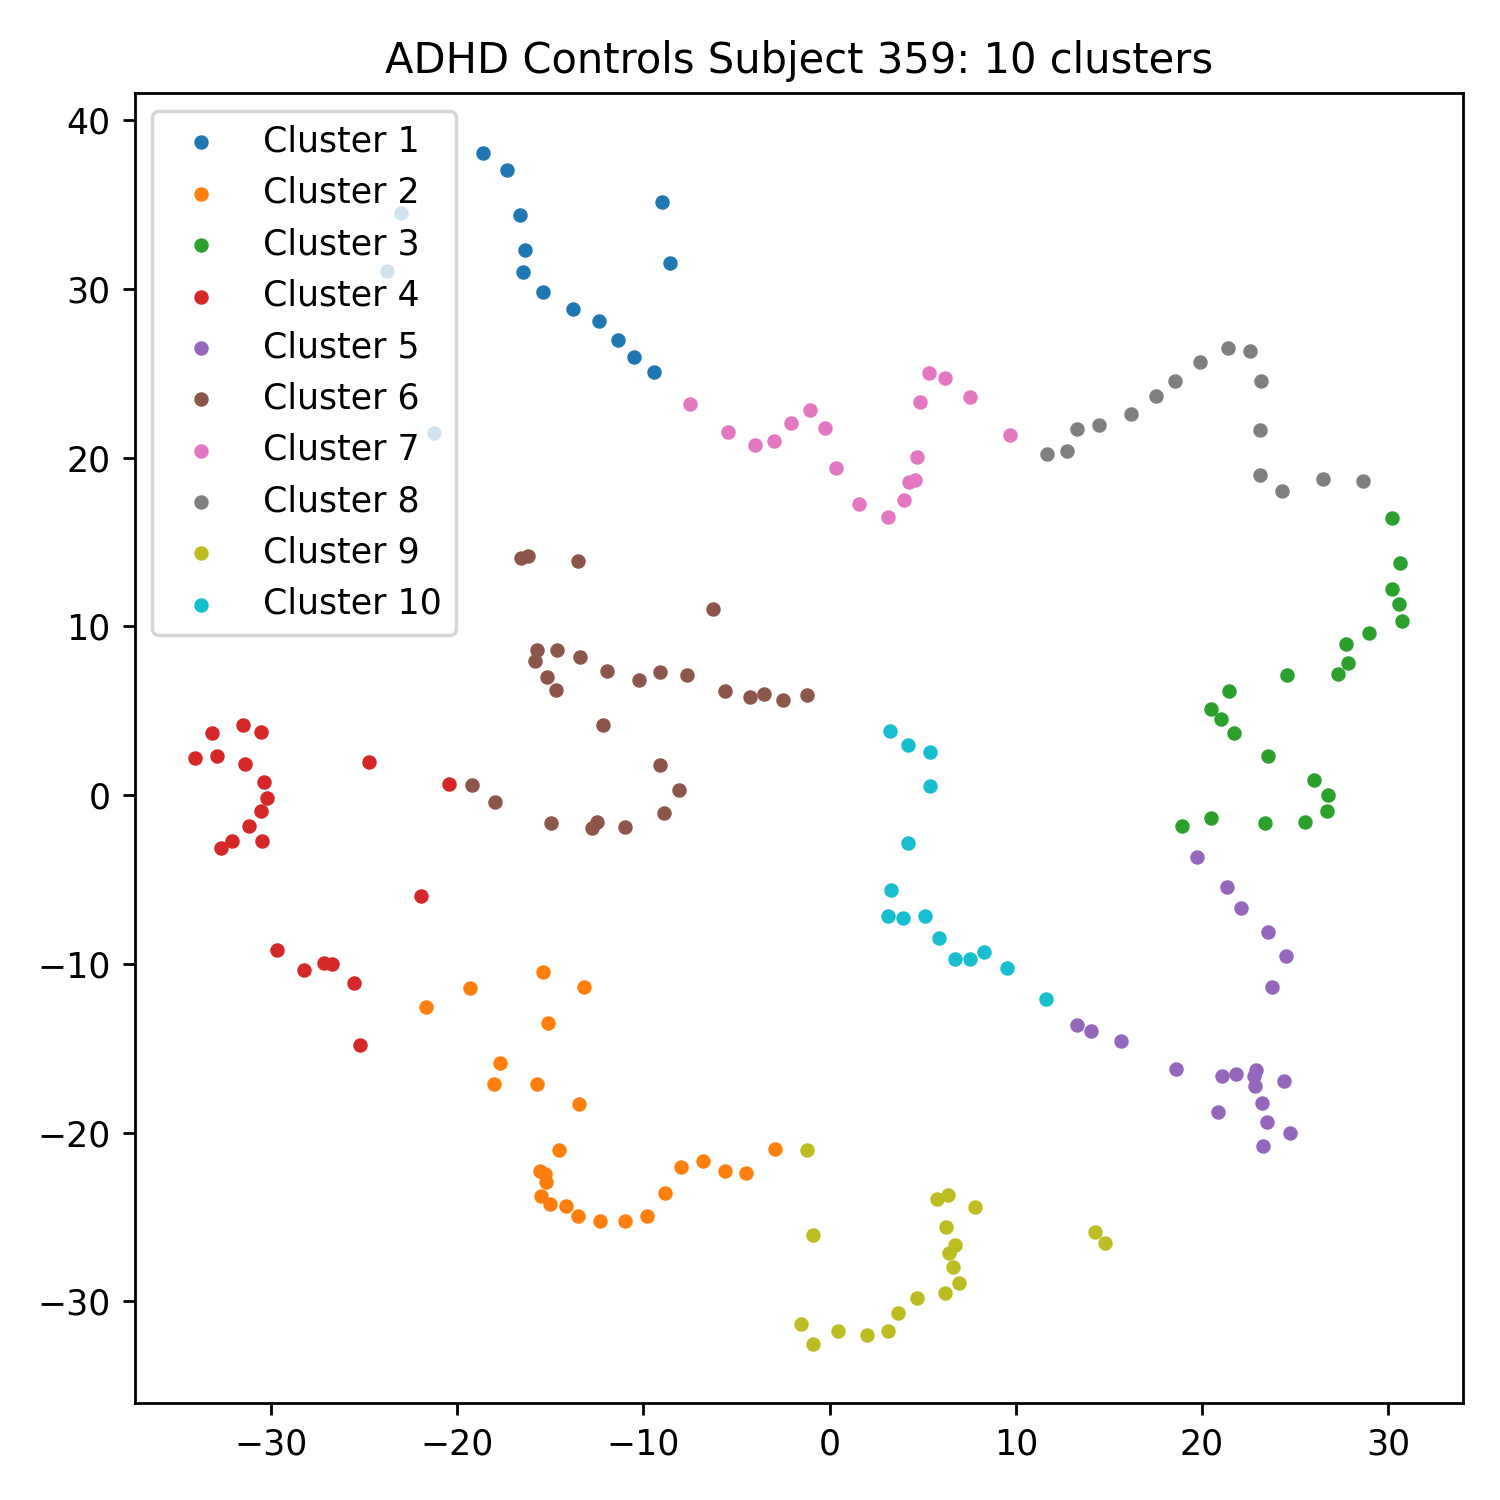 ADHD Controls Subject 359: 10 clusters
40
30
20
10
0
−10
−20
−30
Cluster 1
Cluster 2
Cluster 3
Cluster 4
Cluster 5
Cluster 6
Cluster 7
Cluster 8
Cluster 9
Cluster 10
−30 −20 −10 0 10 20 30